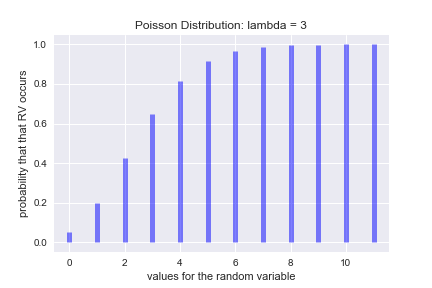 Poisson Distribution: lambda = 3
1.0
0.8
0.6
0.4
0.2
0.0
probability that that RV occurs
0 2 4 6 8 10
values for the random variable